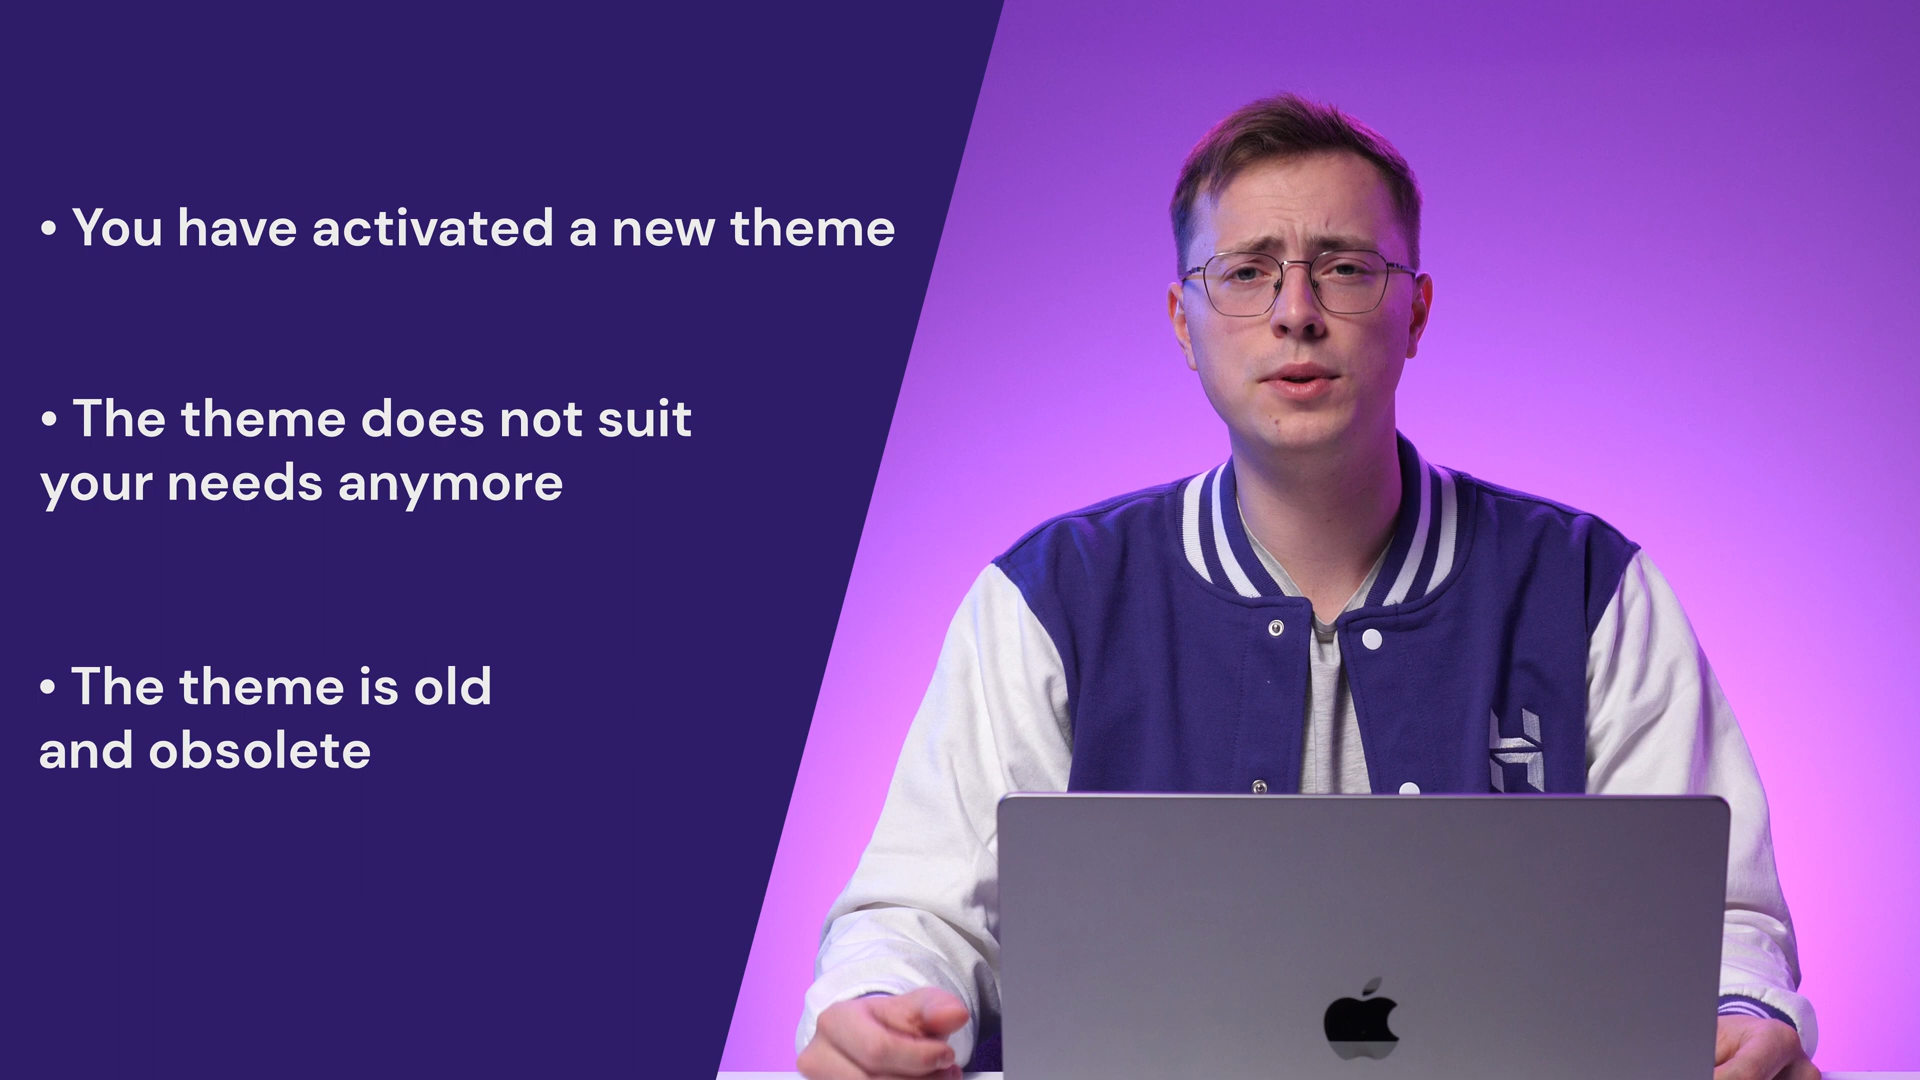 • You have activated a new theme
• The theme does not suit
your needs anymore
• The theme is old
and obsolete